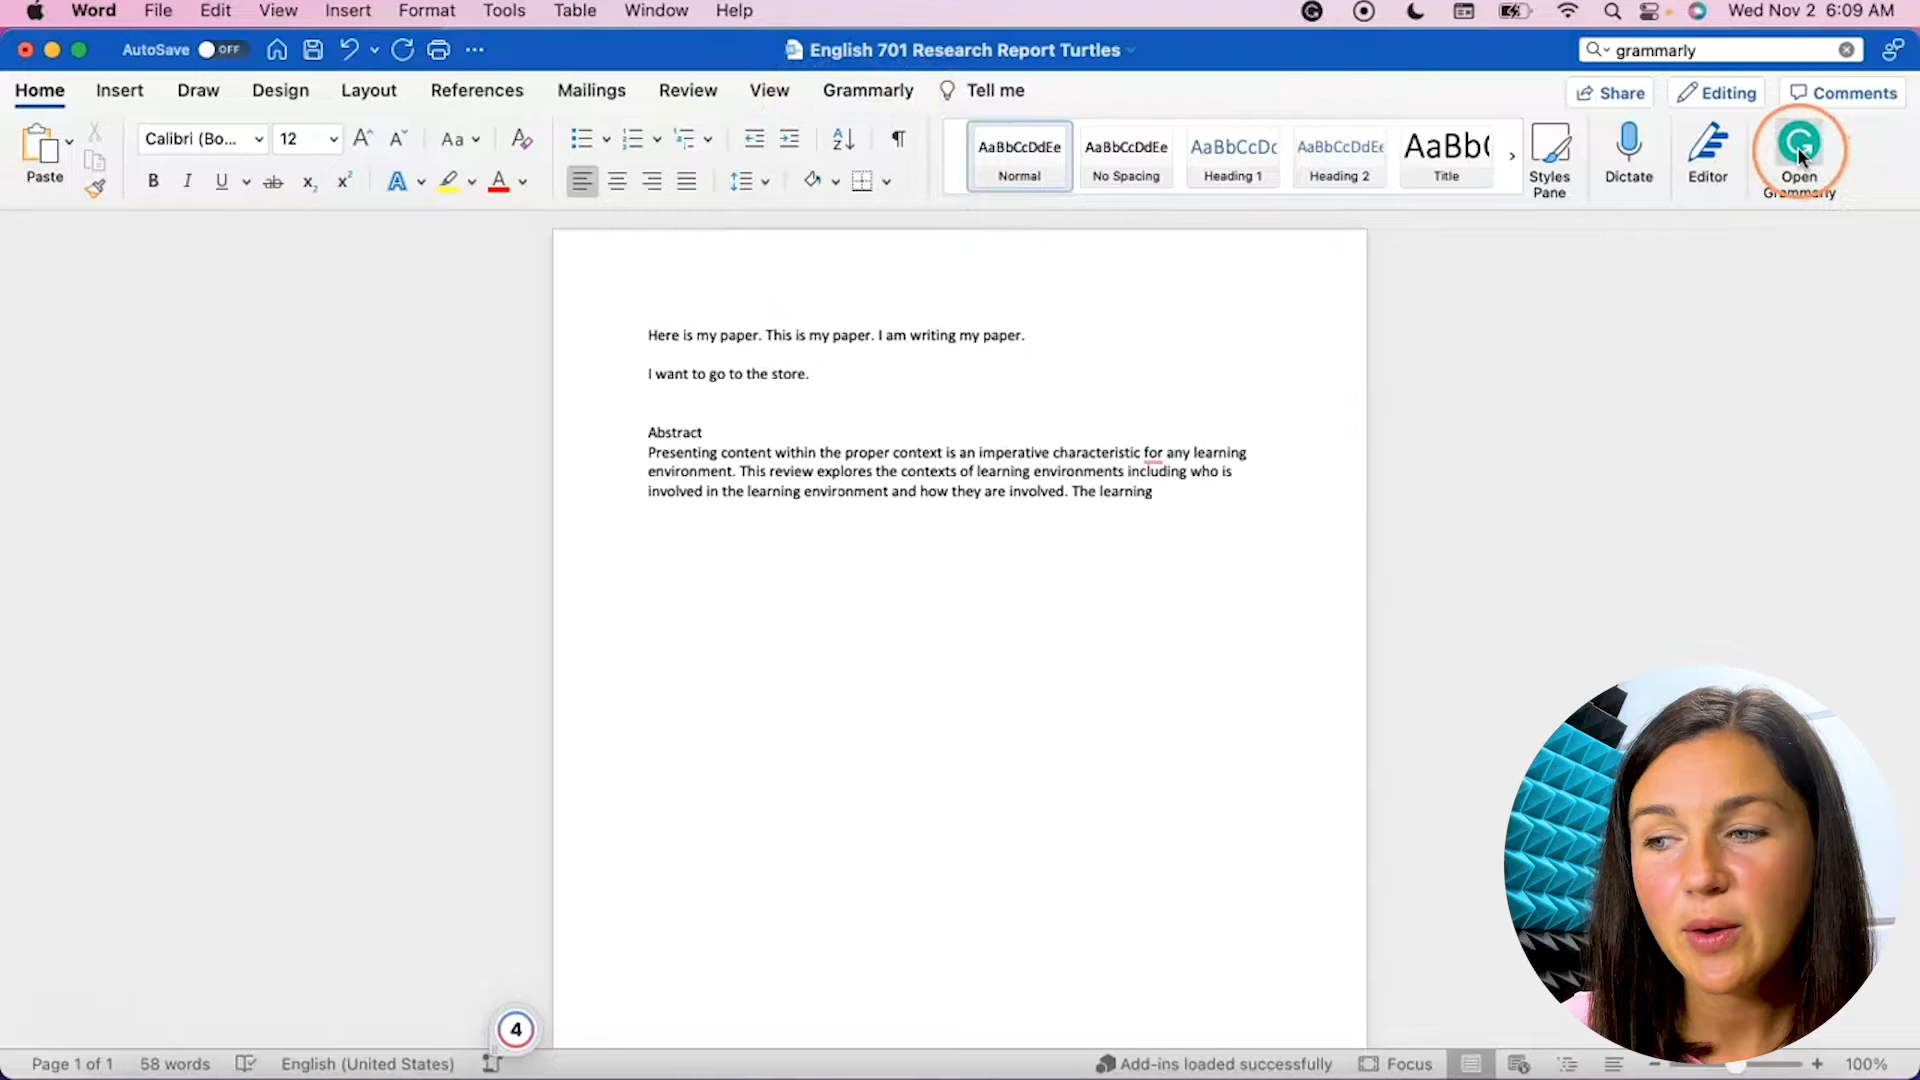 Word File Edit View Insert Format Tools Table Window Help Wed Nov 2 6:09 AM
AutoSave OFF English 701 Research Report Turtles grammarly
Home Insert Draw Design Layout References Mailings Review View Grammarly Tell me Share Editing Comments
Calibri (Bo... 12 Aa
AaBbCcDdEe AaBbCcDdEe AaBbCcDc AaBbCcDdEe AaBb(
Paste B I U ab x₂ x² A A Normal No Spacing Heading 1 Heading 2 Title Styles Pane Dictate Editor Open Grammarly
Here is my paper. This is my paper. I am writing my paper.
I want to go to the store.
Abstract
Presenting content within the proper context is an imperative characteristic for any learning
environment. This review explores the contexts of learning environments including who is
involved in the learning environment and how they are involved. The learning
4
Page 1 of 1 58 words English (United States) Add-ins loaded successfully Focus 100%